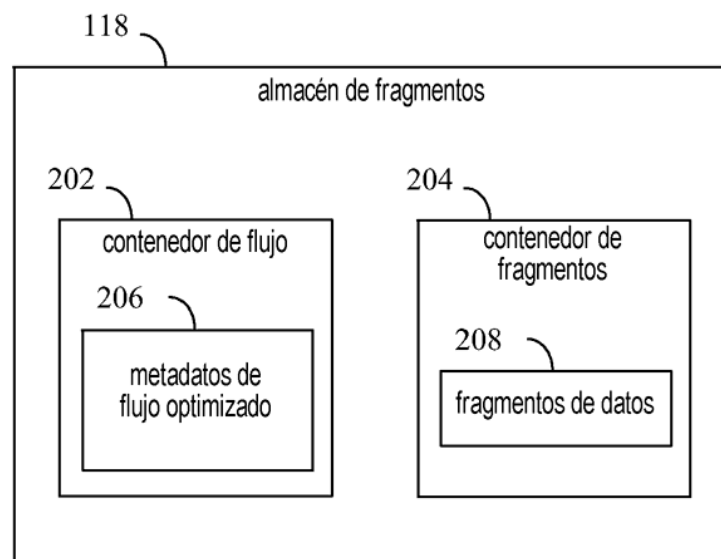 118
almacén de fragmentos
202
contenedor de flujo
206
metadatos de
flujo optimizado
204
contenedor de
fragmentos
208
fragmentos de datos